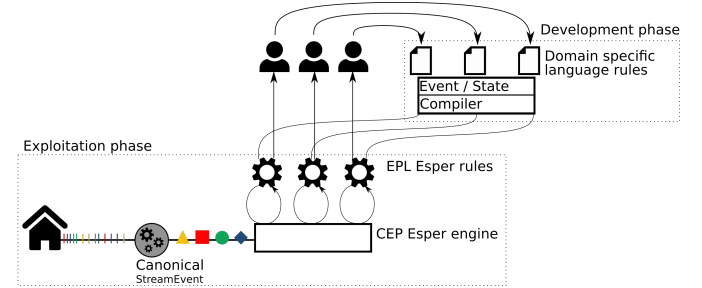 Development phase
Domain specific
language rules
Event / State
Compiler
Exploitation phase
EPL Esper rules
CEP Esper engine
Canonical
StreamEvent